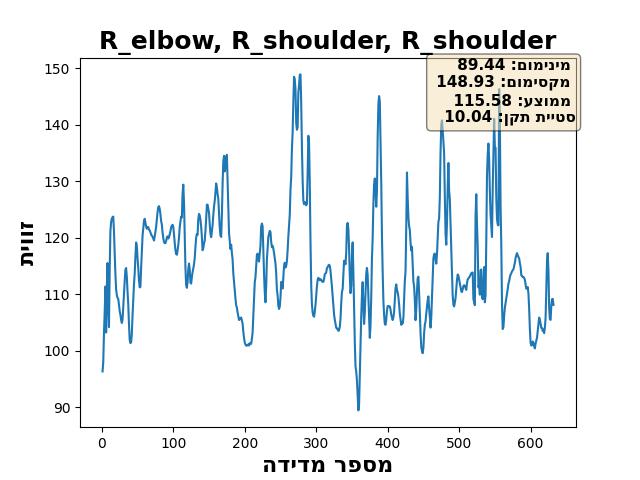 R_elbow, R_shoulder, R_shoulder
מינימום: 89.44
מקסימום: 148.93
ממוצע: 115.58
סטיית תקן: 10.04
150
140
130
120
110
100
90
זווית
0 100 200 300 400 500 600
מספר מדידה